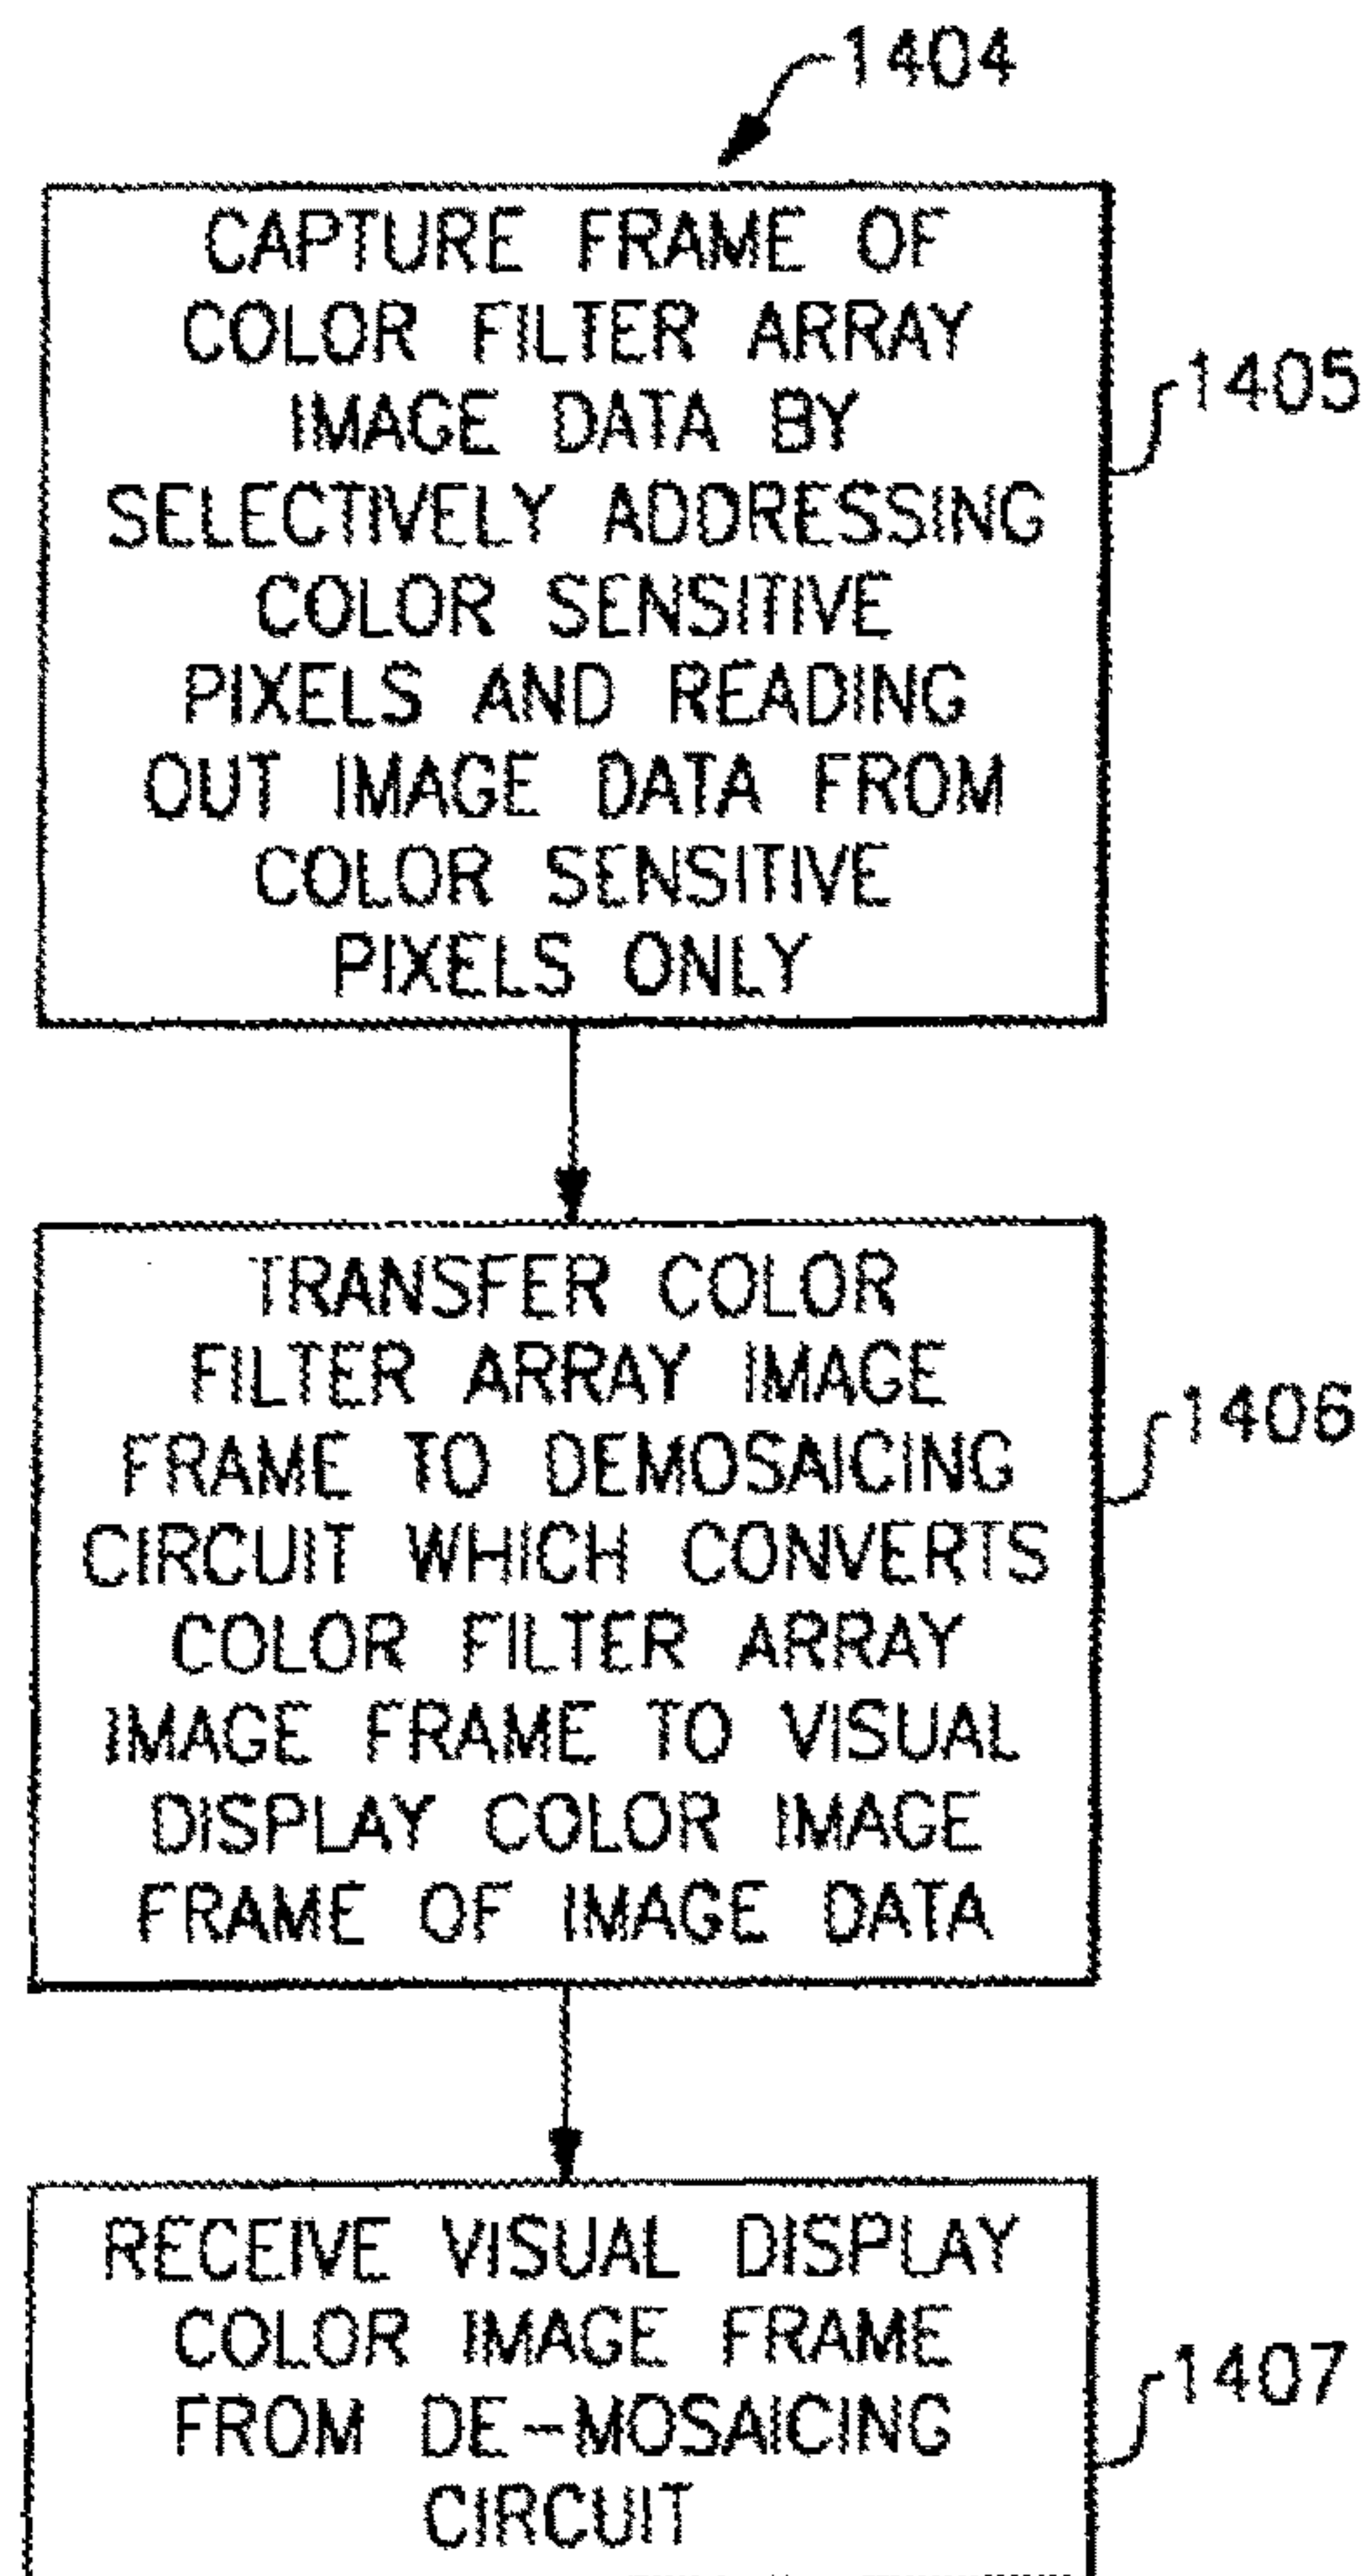 1404
CAPTURE FRAME OF
COLOR FILTER ARRAY
IMAGE DATA BY
SELECTIVELY ADDRESSING
COLOR SENSITIVE
PIXELS AND READING
OUT IMAGE DATA FROM
COLOR SENSITIVE
PIXELS ONLY
1405
TRANSFER COLOR
FILTER ARRAY IMAGE
FRAME TO DEMOSAICING
CIRCUIT WHICH CONVERTS
COLOR FILTER ARRAY
IMAGE FRAME TO VISUAL
DISPLAY COLOR IMAGE
FRAME OF IMAGE DATA
1406
RECEIVE VISUAL DISPLAY
COLOR IMAGE FRAME
FROM DE-MOSAICING
CIRCUIT
1407